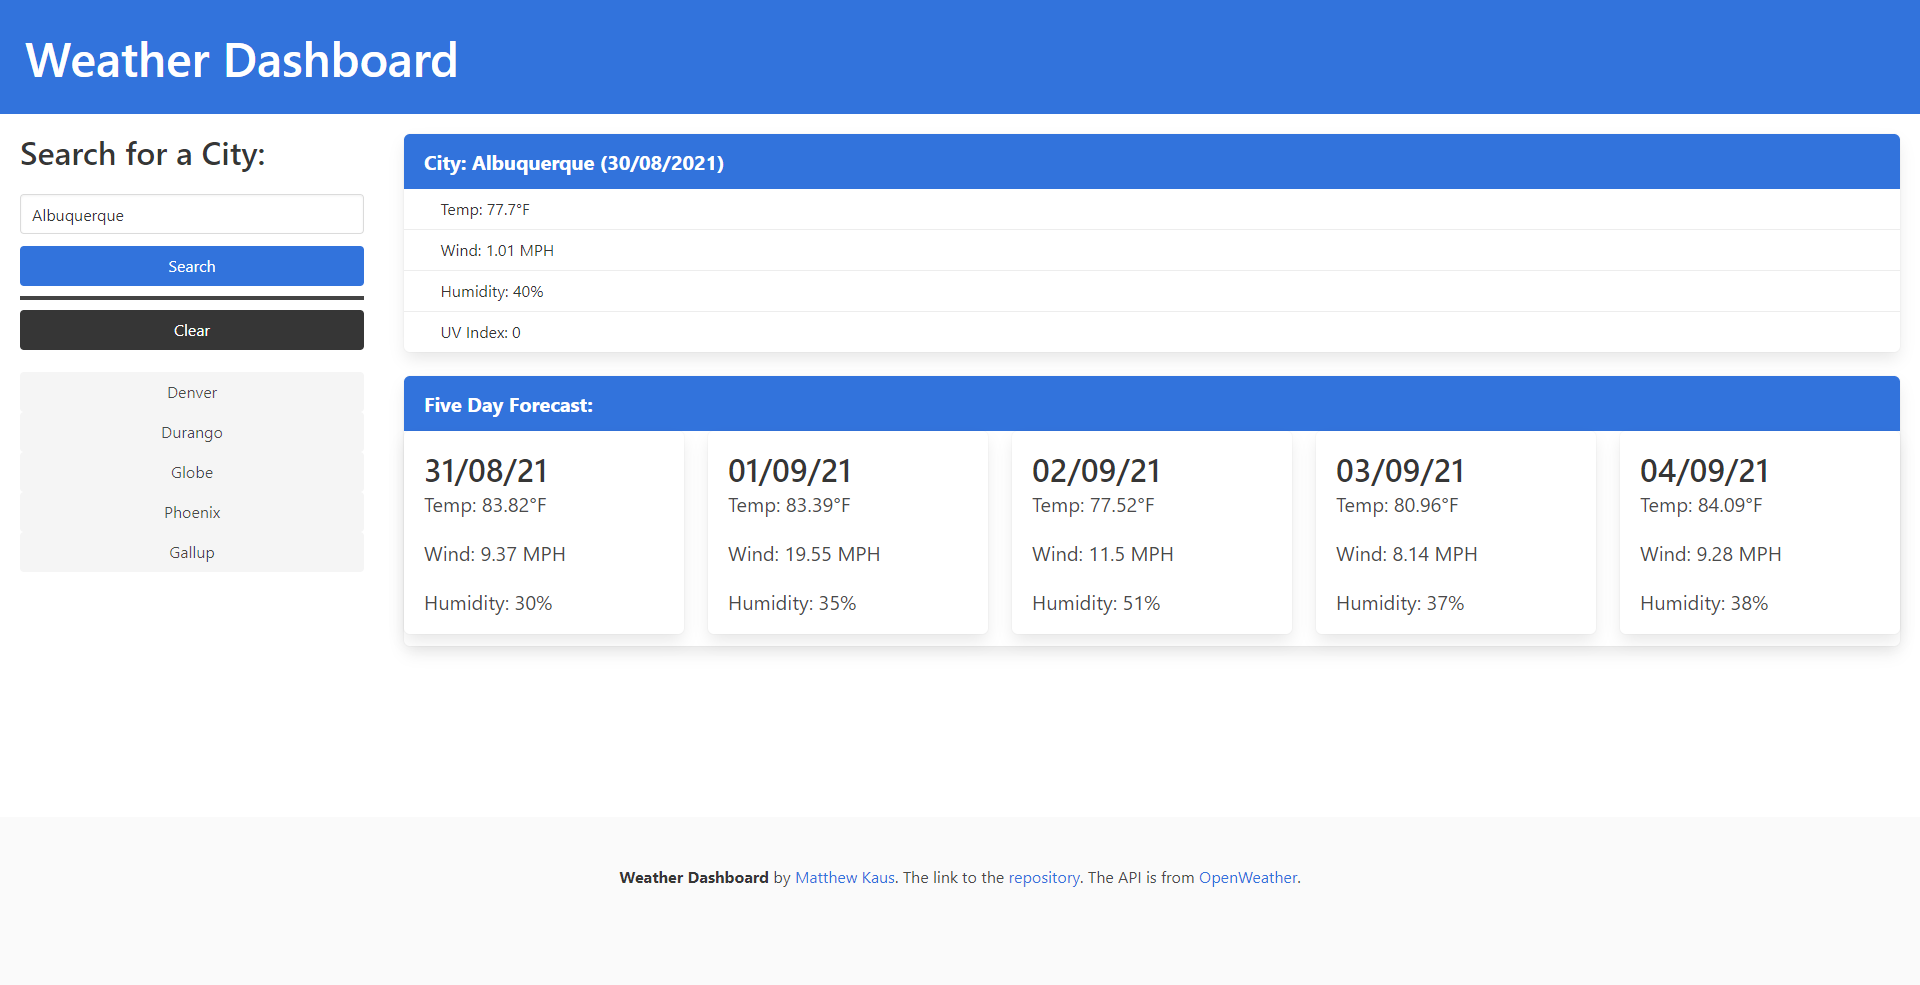 Weather Dashboard
Search for a City:
Albuquerque
Search
Clear
Denver
Durango
Globe
Phoenix
Gallup
City: Albuquerque (30/08/2021)
Temp: 77.7°F
Wind: 1.01 MPH
Humidity: 40%
UV Index: 0
Five Day Forecast:
31/08/21
Temp: 83.82°F
Wind: 9.37 MPH
Humidity: 30%
01/09/21
Temp: 83.39°F
Wind: 19.55 MPH
Humidity: 35%
02/09/21
Temp: 77.52°F
Wind: 11.5 MPH
Humidity: 51%
03/09/21
Temp: 80.96°F
Wind: 8.14 MPH
Humidity: 37%
04/09/21
Temp: 84.09°F
Wind: 9.28 MPH
Humidity: 38%
Weather Dashboard by Matthew Kaus. The link to the repository. The API is from OpenWeather.